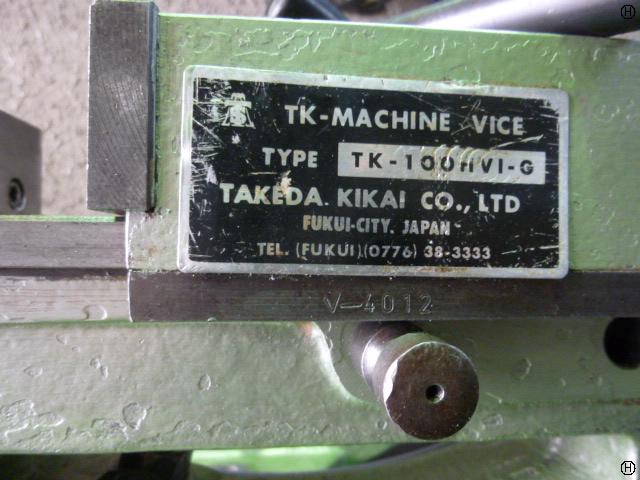 TK-MACHINE VICE
TYPE TK-100HVI-G
TAKEDA. KIKAI CO., LTD
FUKUI-CITY. JAPAN
TEL. (FUKUI) (0776) 38-3333
V-4012
H
H